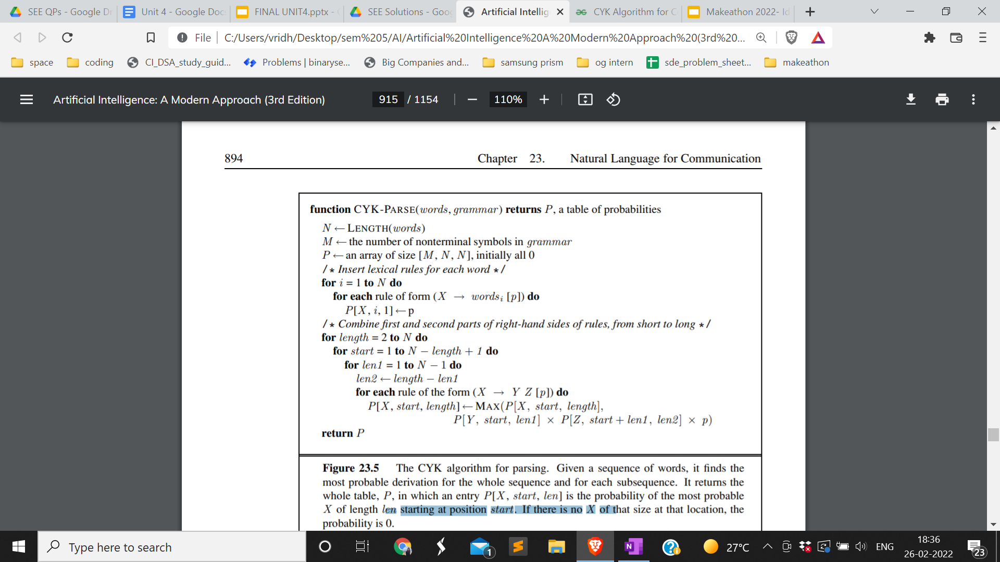 SEE QPs - Google Dr
Unit 4 - Google Docs
FINAL UNIT4.pptx - G
SEE Solutions - Goog
Artificial Intellig
CYK Algorithm for C
Makeathon 2022- Id
File
C:/Users/vridh/Desktop/sem%205/AI/Artificial%20Intelligence%20A%20Modern%20Approach%20(3rd%20...
space
coding
CI_DSA_study_guid...
Problems | binaryse...
Big Companies and...
samsung prism
og intern
sde_problem_sheet...
makeathon
Artificial Intelligence: A Modern Approach (3rd Edition)
915 / 1154
110%
894 Chapter 23. Natural Language for Communication
function CYK-PARSE(words, grammar) returns P, a table of probabilities
N ← LENGTH(words)
M ← the number of nonterminal symbols in grammar
P ← an array of size [M, N, N], initially all 0
/* Insert lexical rules for each word */
for i = 1 to N do
for each rule of form (X → wordsᵢ [p]) do
P[X, i, 1] ← p
/* Combine first and second parts of right-hand sides of rules, from short to long */
for length = 2 to N do
for start = 1 to N − length + 1 do
for len1 = 1 to N − 1 do
len2 ← length − len1
for each rule of the form (X → Y Z [p]) do
P[X, start, length] ← MAX(P[X, start, length],
P[Y, start, len1] × P[Z, start + len1, len2] × p)
return P
Figure 23.5 The CYK algorithm for parsing. Given a sequence of words, it finds the
most probable derivation for the whole sequence and for each subsequence. It returns the
whole table, P, in which an entry P[X, start, len] is the probability of the most probable
X of length len starting at position start. If there is no X of that size at that location, the
probability is 0.
Type here to search
1
N
27°C
ENG
18:36
26-02-2022
23